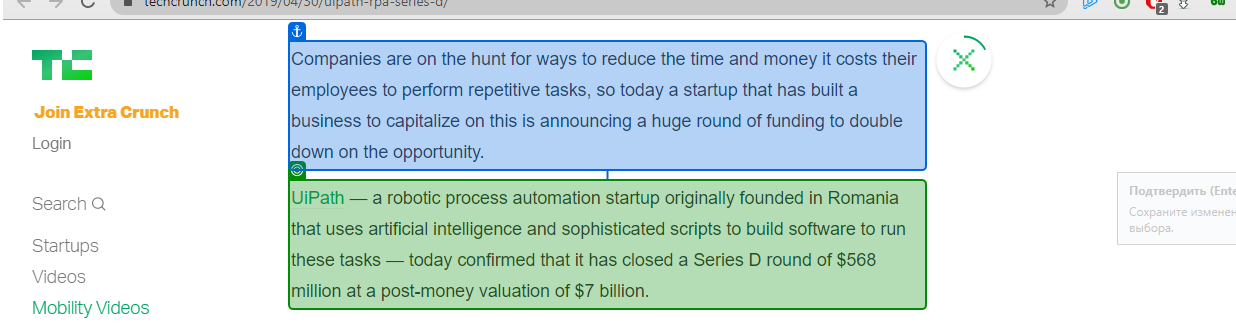 techcrunch.com/2019/04/30/uipath-rpa-series-d/
2
TC
Join Extra Crunch
Login
Search
Startups
Videos
Mobility Videos
Companies are on the hunt for ways to reduce the time and money it costs their
employees to perform repetitive tasks, so today a startup that has built a
business to capitalize on this is announcing a huge round of funding to double
down on the opportunity.
UiPath — a robotic process automation startup originally founded in Romania
that uses artificial intelligence and sophisticated scripts to build software to run
these tasks — today confirmed that it has closed a Series D round of $568
million at a post-money valuation of $7 billion.
Подтвердить (Ente
Сохраните изменен
выбора.